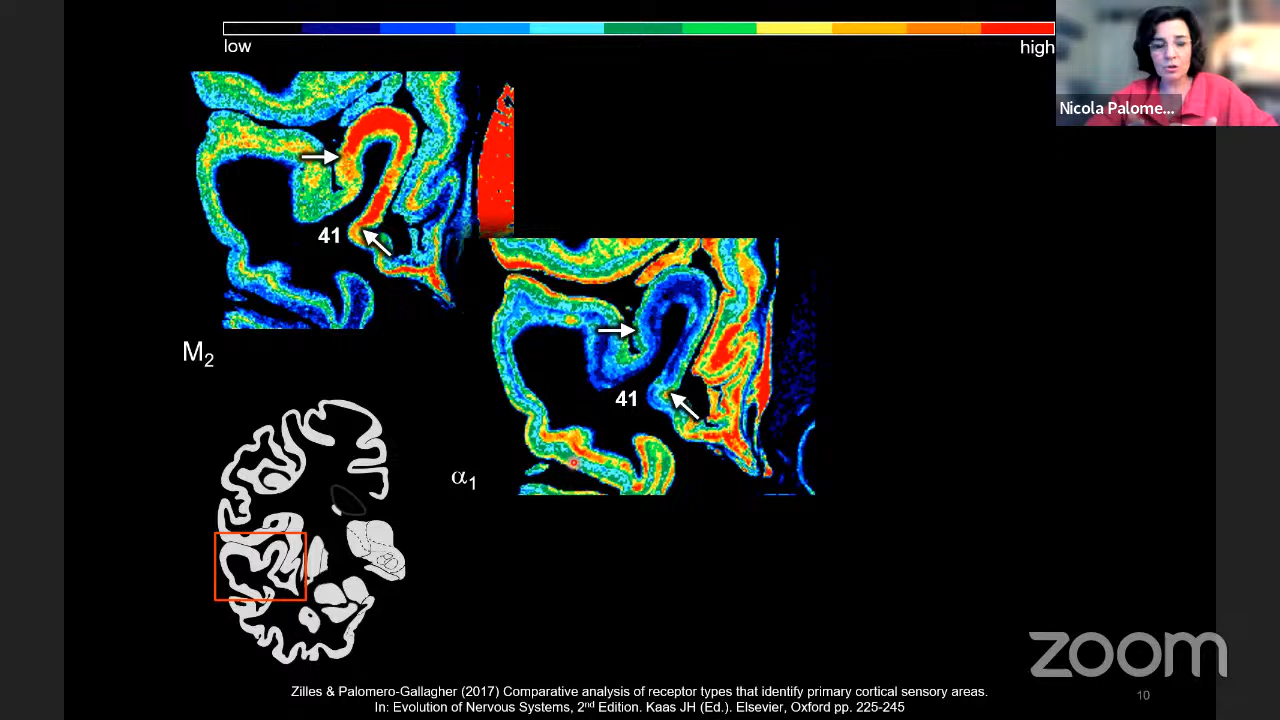 low
high
Nicola Palome...
41
41
M2
α1
zoom
Zilles & Palomero-Gallagher (2017) Comparative analysis of receptor types that identify primary cortical sensory areas.
In: Evolution of Nervous Systems, 2nd Edition. Kaas JH (Ed.). Elsevier, Oxford pp. 225-245
10